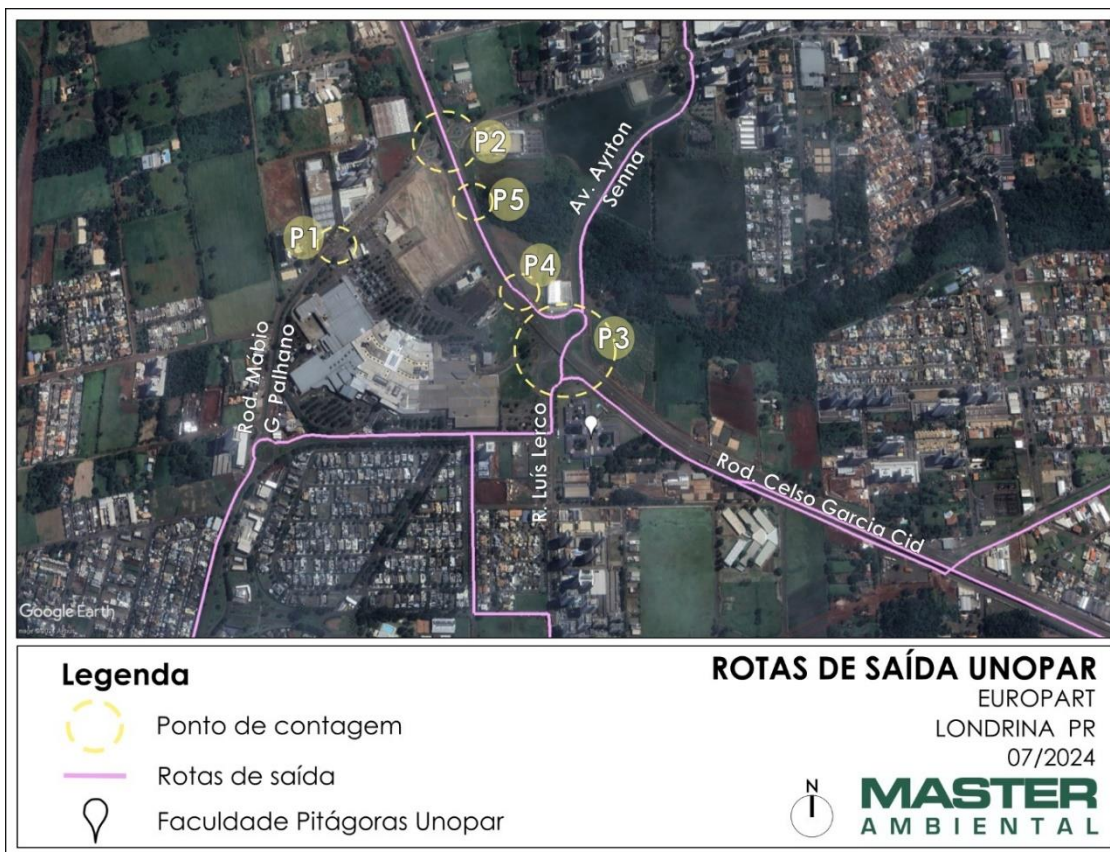 P2
P5
P1
P4
P3
Av. Ayrton
Senna
Rod. Mábio
G. Palhano
R. Luís Lerco
Rod. Celso Garcia Cid
Google Earth
Legenda
Ponto de contagem
Rotas de saída
Faculdade Pitágoras Unopar
ROTAS DE SAÍDA UNOPAR
EUROPART
LONDRINA PR
07/2024
N
MASTER
AMBIENTAL